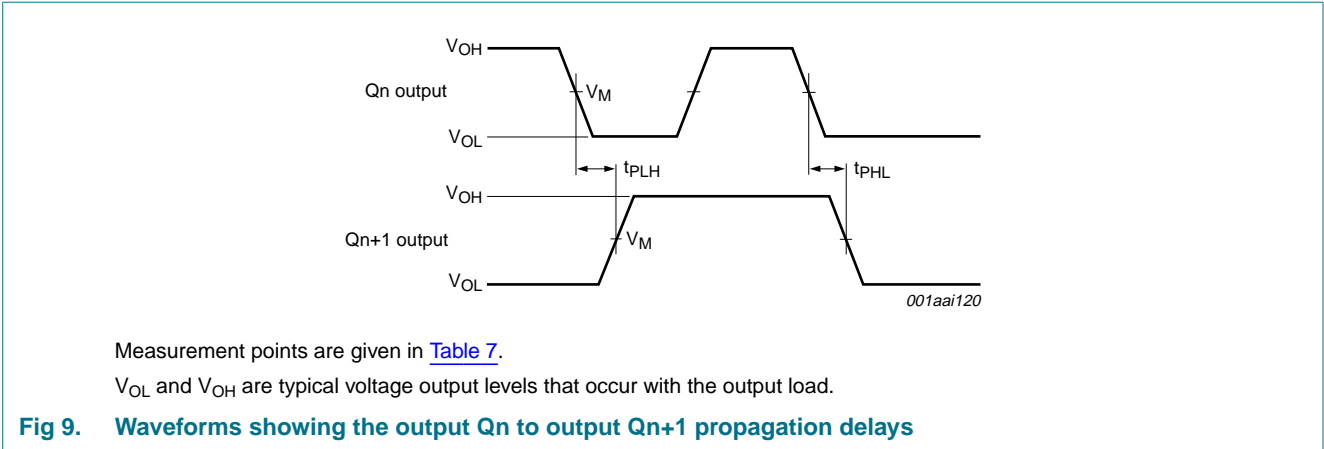 VOH
Qn output
VM
VOL
tPLH
tPHL
VOH
Qn+1 output
VM
VOL
001aai120
Measurement points are given in Table 7.
VOL and VOH are typical voltage output levels that occur with the output load.
Fig 9. Waveforms showing the output Qn to output Qn+1 propagation delays